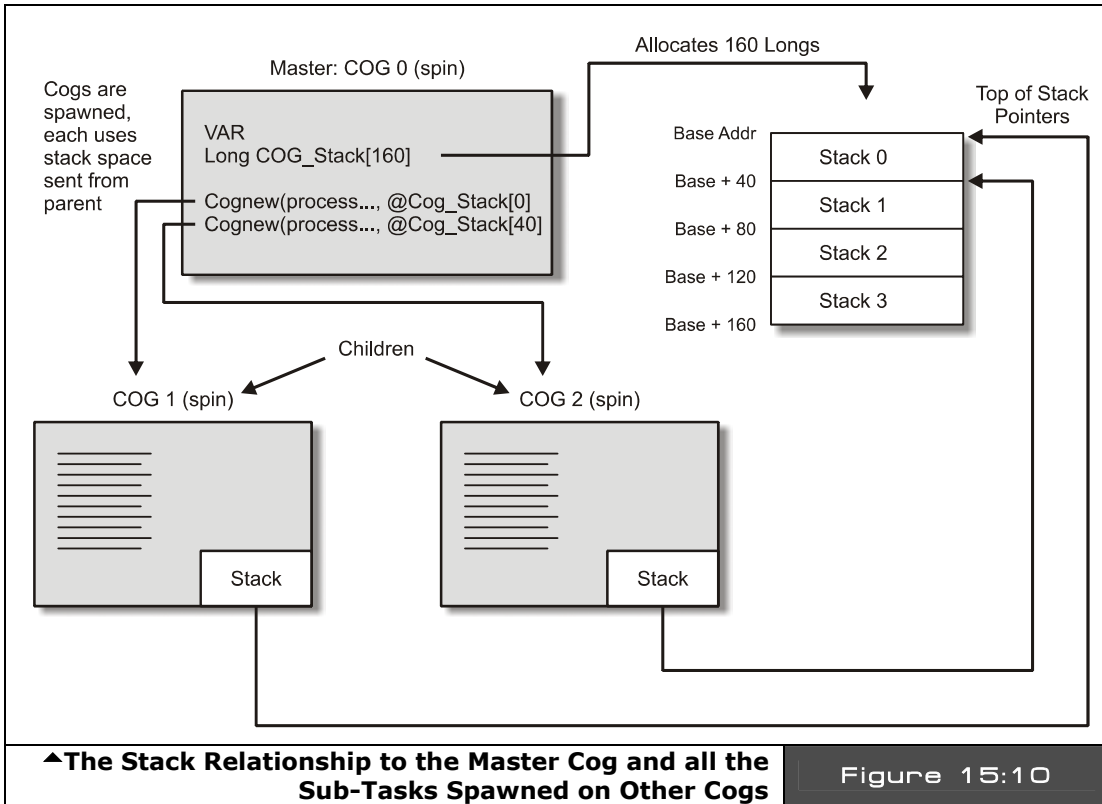 Allocates 160 Longs
Master: COG 0 (spin)
Cogs are
spawned,
each uses
stack space
sent from
parent
VAR
Long COG_Stack[160]
Cognew(process..., @Cog_Stack[0]
Cognew(process..., @Cog_Stack[40]
Top of Stack
Pointers
Base Addr
Stack 0
Base + 40
Stack 1
Base + 80
Stack 2
Base + 120
Stack 3
Base + 160
Children
COG 1 (spin)
COG 2 (spin)
Stack
Stack
The Stack Relationship to the Master Cog and all the
Sub-Tasks Spawned on Other Cogs
Figure 15:10